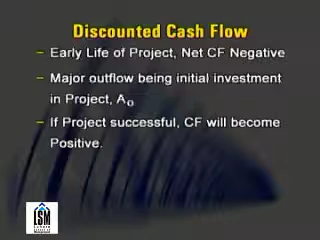 Discounted Cash Flow
– Early Life of Project, Net CF Negative
– Major outflow being initial investment
in Project, A₀
– If Project successful, CF will become
Positive.
LSM